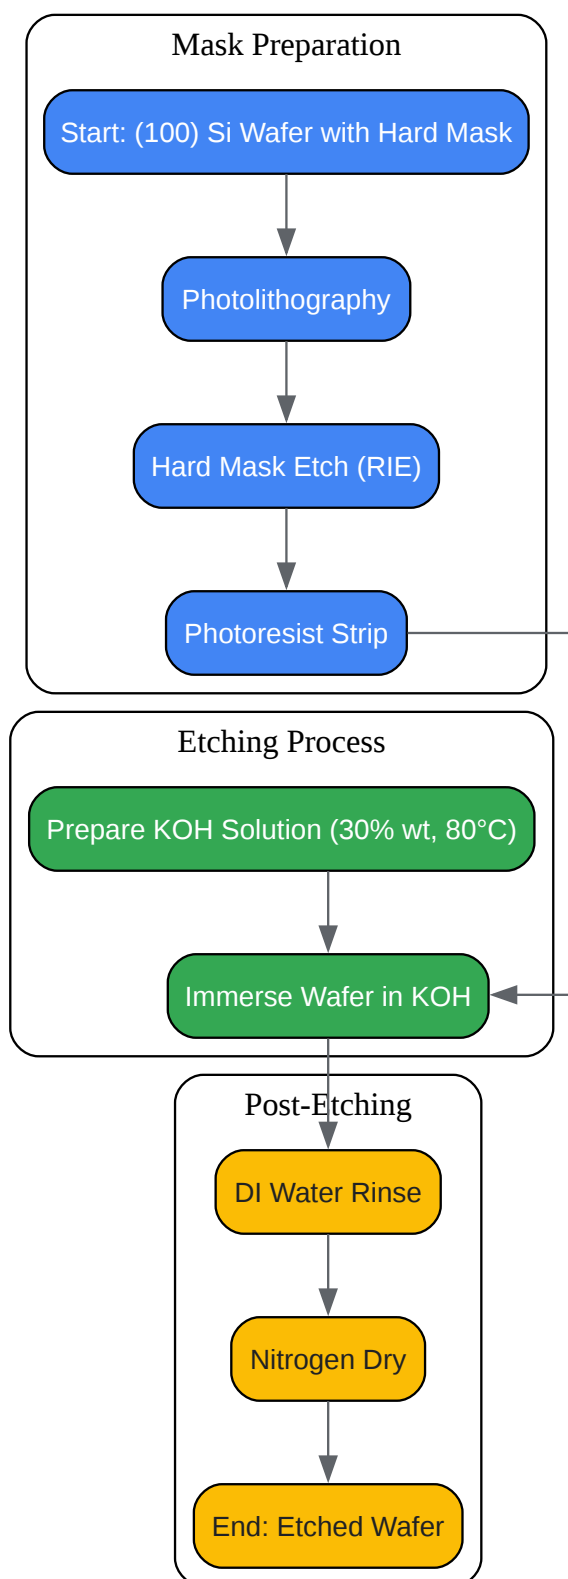 Mask Preparation
Start: (100) Si Wafer with Hard Mask
Photolithography
Hard Mask Etch (RIE)
Photoresist Strip
Etching Process
Prepare KOH Solution (30% wt, 80°C)
Immerse Wafer in KOH
Post-Etching
DI Water Rinse
Nitrogen Dry
End: Etched Wafer